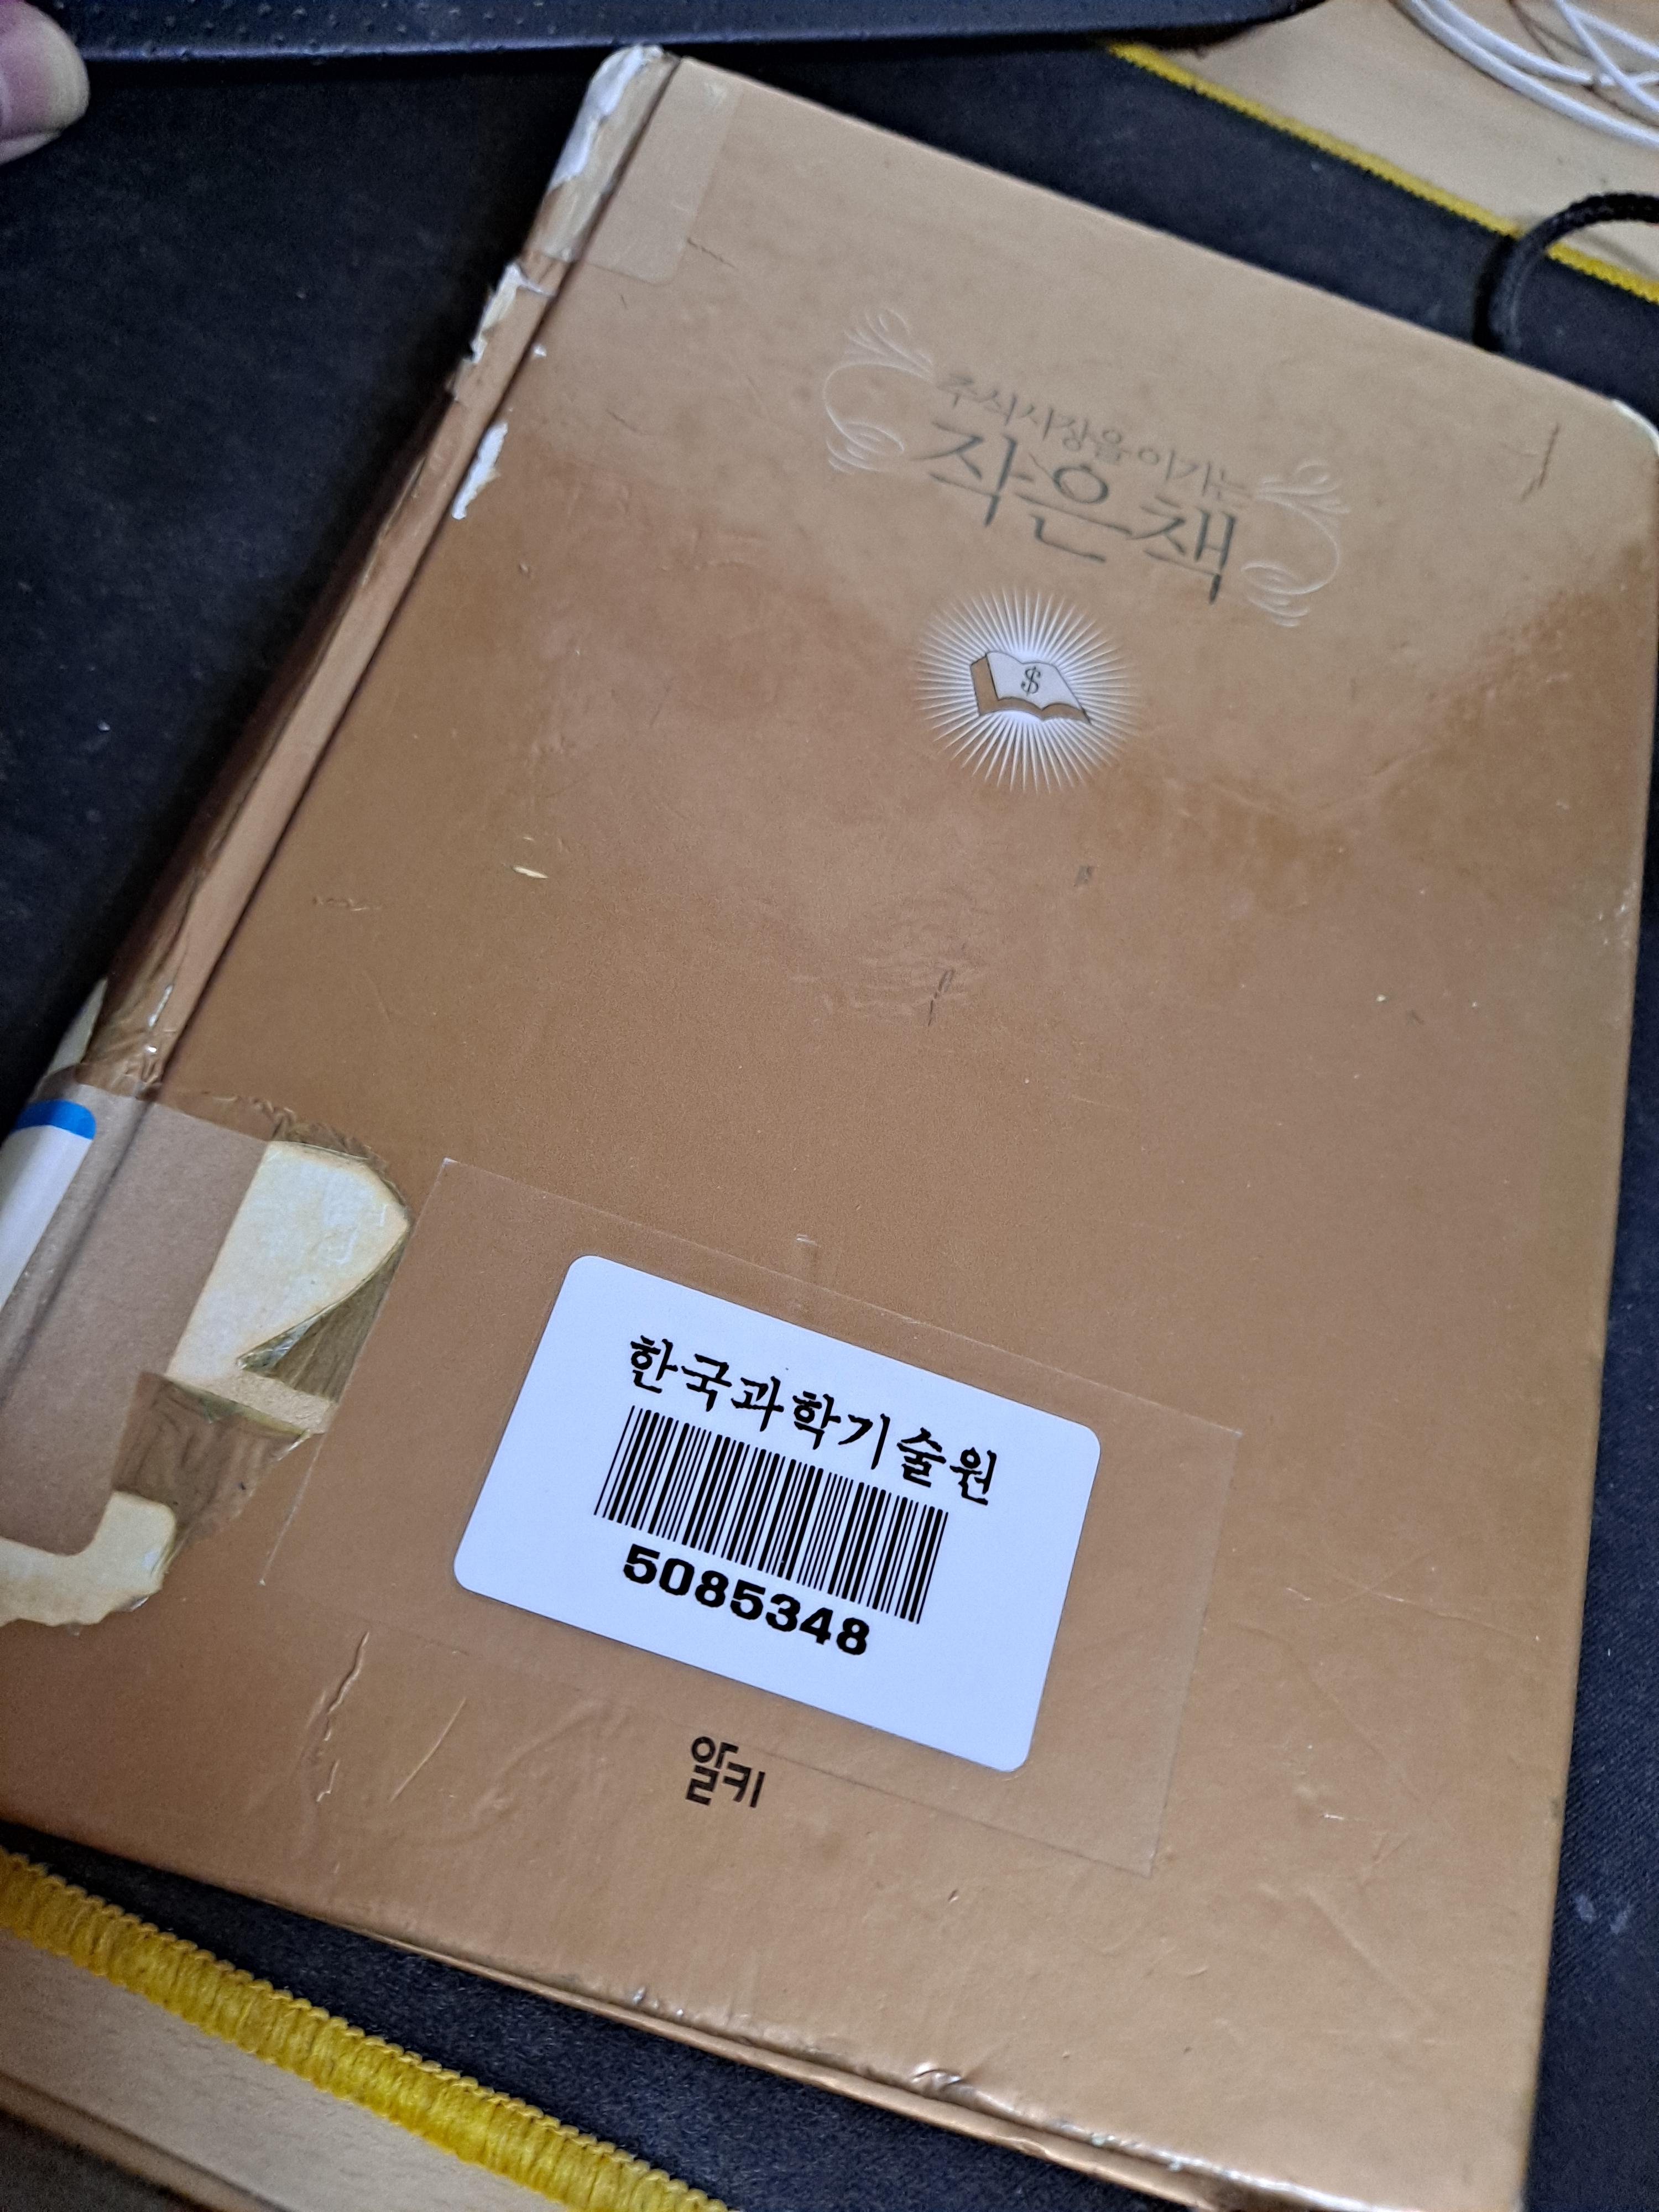 주식시장을 이기는
작은책
$
한국과학기술원
5085348
알키